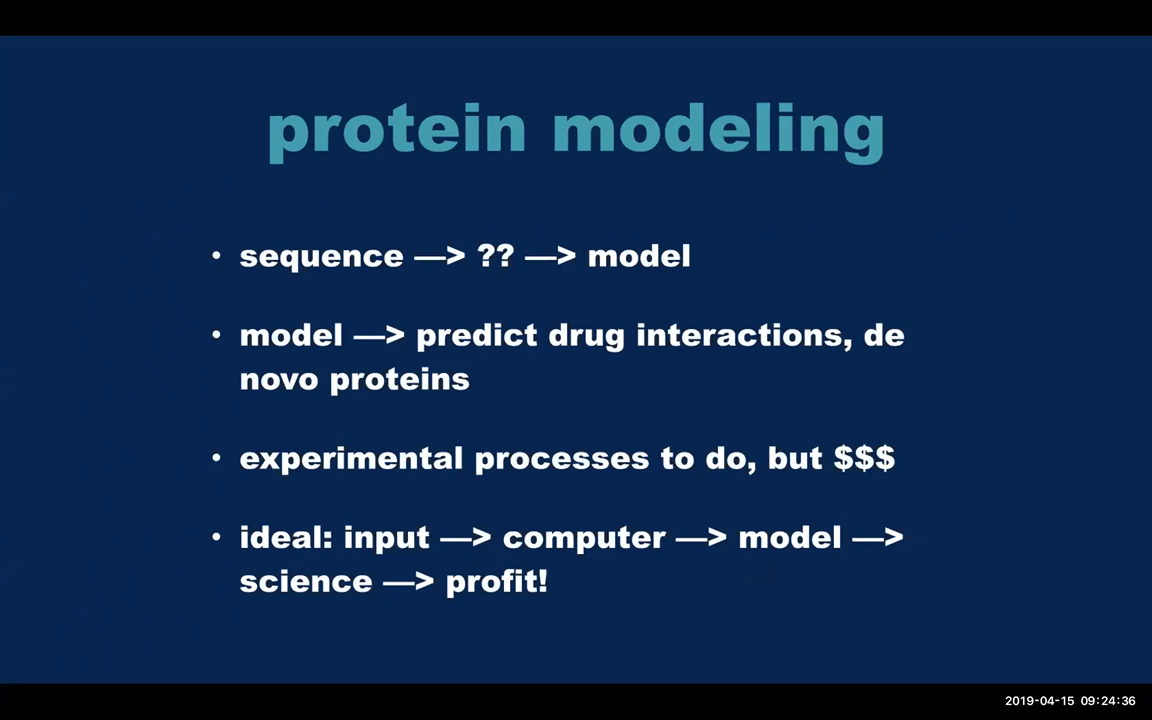 protein modeling
• sequence —> ?? —> model
• model —> predict drug interactions, de
novo proteins
• experimental processes to do, but $$$
• ideal: input —> computer —> model —>
science —> profit!
2019-04-15 09:24:36